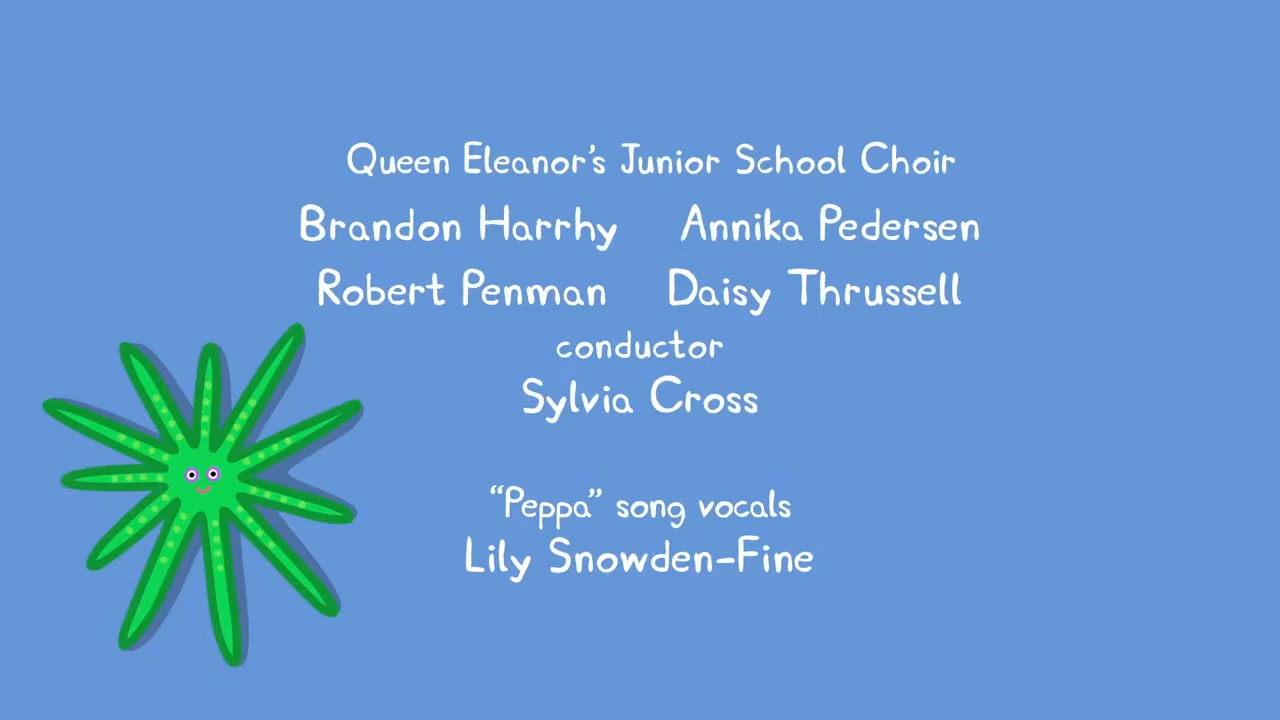 Queen Eleanor's Junior School Choir
Brandon Harrhy Annika Pedersen
Robert Penman Daisy Thrussell
conductor
Sylvia Cross
“Peppa” song vocals
Lily Snowden-Fine